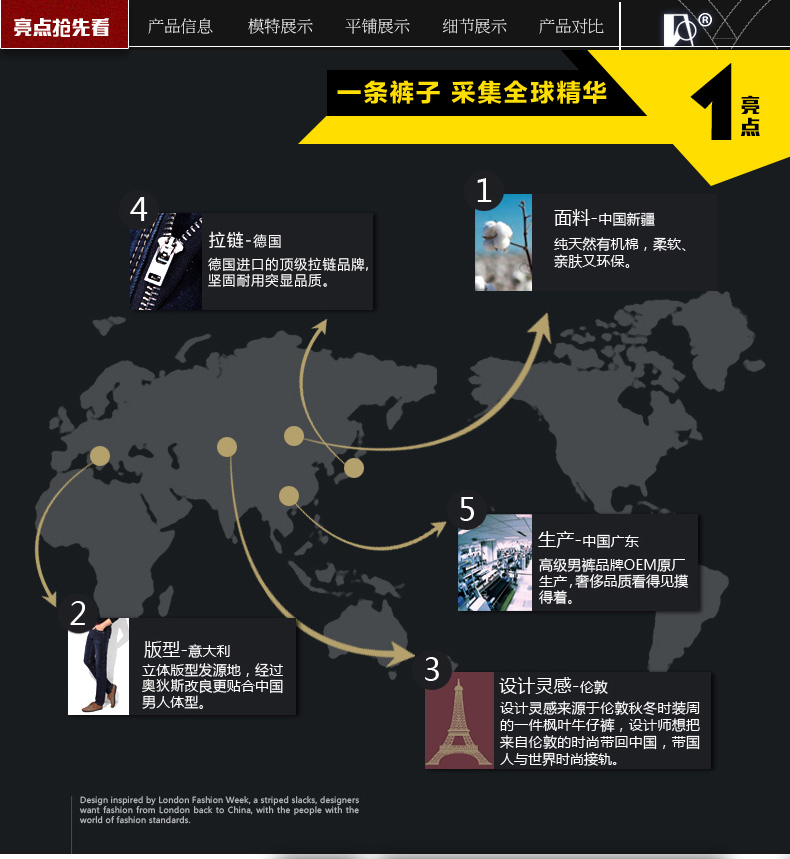 亮点抢先看
产品信息
模特展示
平铺展示
细节展示
产品对比
®
一条裤子 采集全球精华
1
亮点
4
拉链-德国
德国进口的顶级拉链品牌,
坚固耐用突显品质。
1
面料-中国新疆
纯天然有机棉，柔软、
亲肤又环保。
5
生产-中国广东
高级男裤品牌OEM原厂
生产,奢侈品质看得见摸
得着。
2
版型-意大利
立体版型发源地，经过
奥狄斯改良更贴合中国
男人体型。
3
设计灵感-伦敦
设计灵感来源于伦敦秋冬时装周
的一件枫叶牛仔裤，设计师想把
来自伦敦的时尚带回中国，带国
人与世界时尚接轨。
Design inspired by London Fashion Week, a striped slacks, designers
want fashion from London back to China, with the people with the
world of fashion standards.